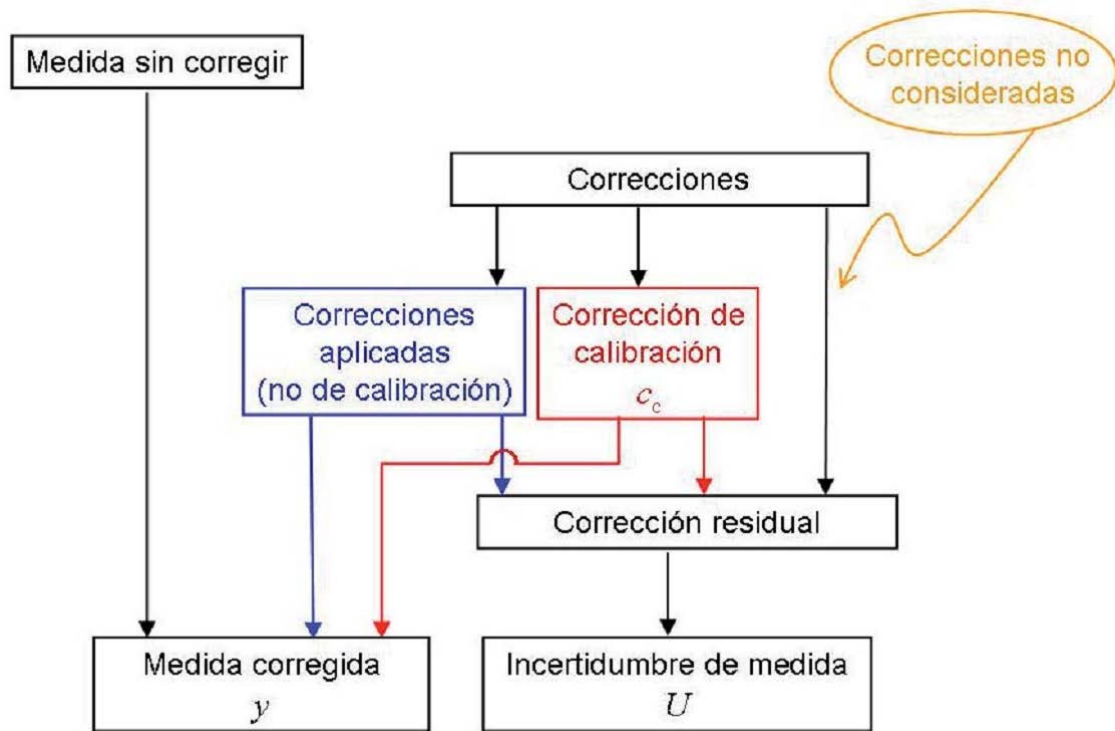 Medida sin corregir
Correcciones no
consideradas
Correcciones
Correcciones
aplicadas
(no de calibración)
Corrección de
calibración
c_c
Corrección residual
Medida corregida
y
Incertidumbre de medida
U